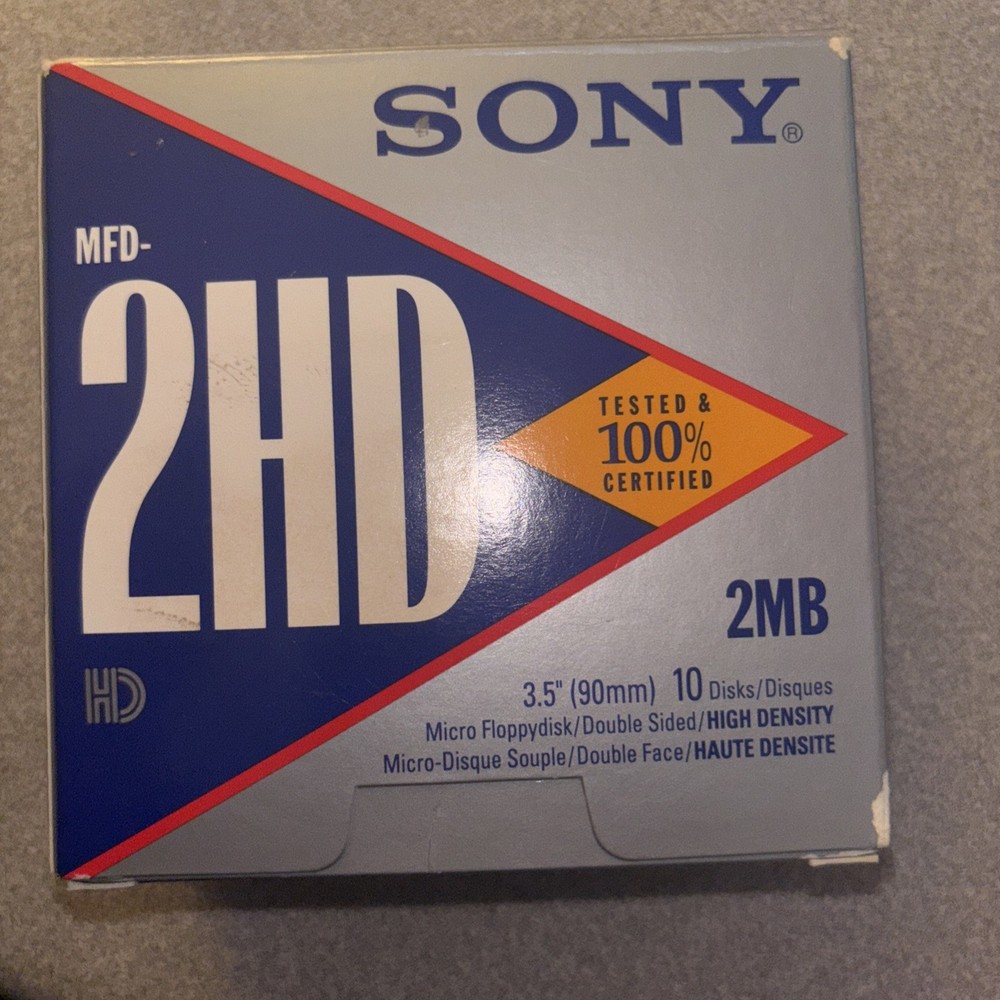 SONY®
MFD-
2HD
TESTED &
100%
CERTIFIED
2MB
HD
3.5" (90mm) 10 Disks/Disques
Micro Floppydisk/Double Sided/HIGH DENSITY
Micro-Disque Souple/Double Face/HAUTE DENSITE